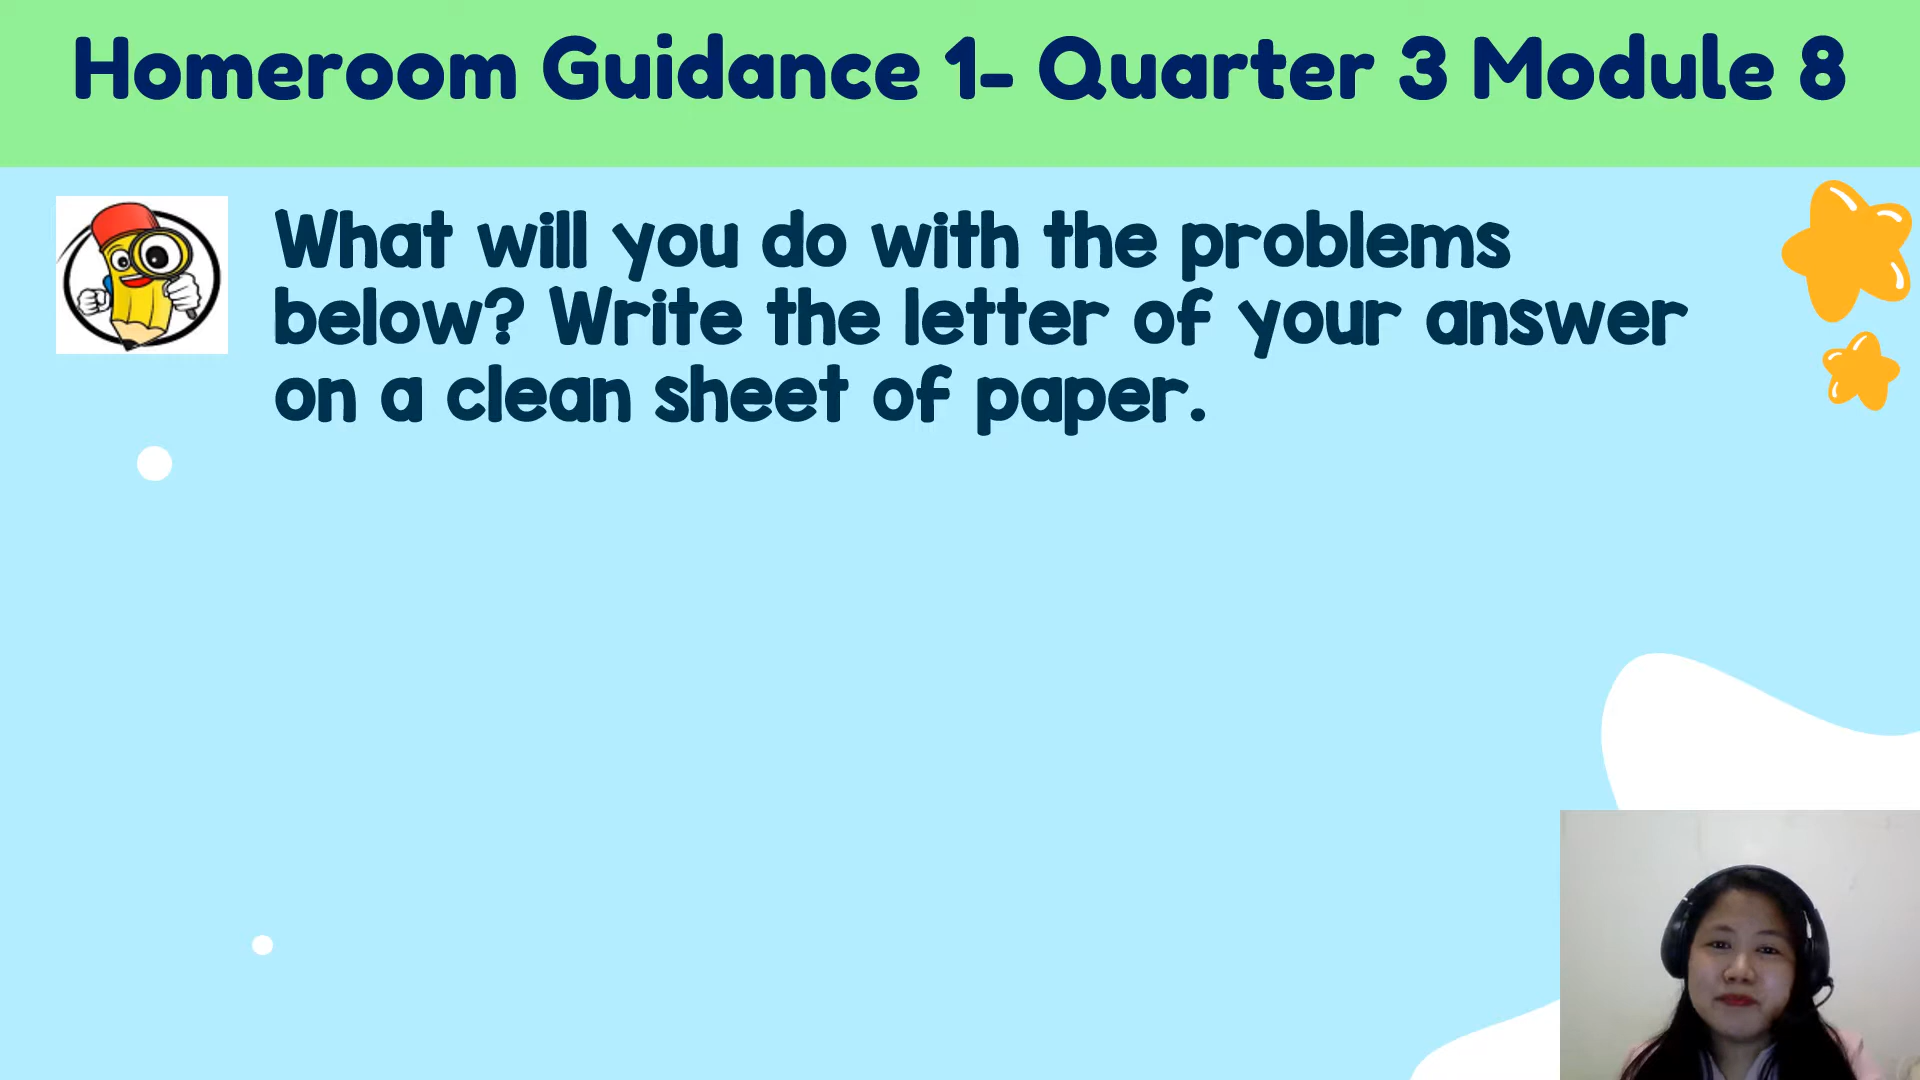 Homeroom Guidance 1- Quarter 3 Module 8
What will you do with the problems
below? Write the letter of your answer
on a clean sheet of paper.